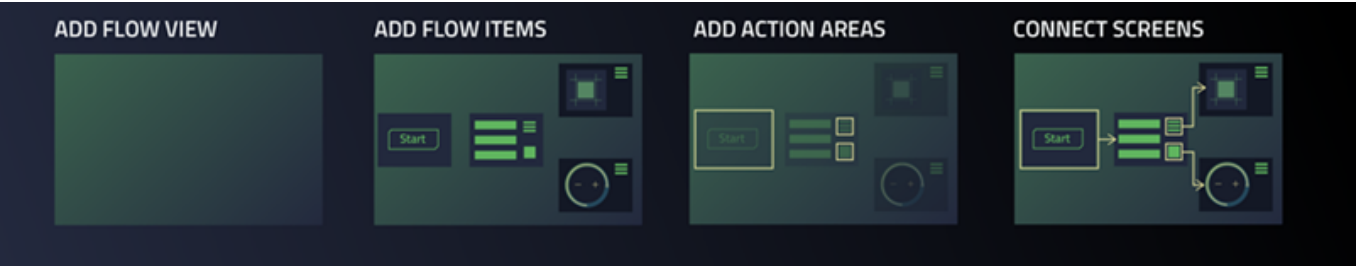 ADD FLOW VIEW
ADD FLOW ITEMS
ADD ACTION AREAS
CONNECT SCREENS
Start
Start
Start